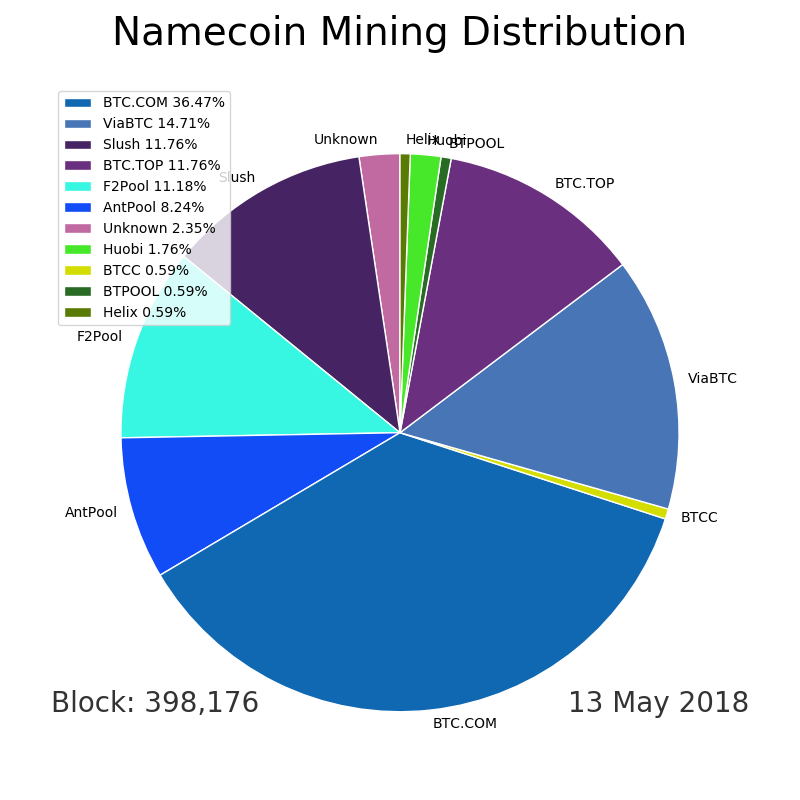 Namecoin Mining Distribution
BTC.COM 36.47%
ViaBTC 14.71%
Slush 11.76%
BTC.TOP 11.76%
F2Pool 11.18%
AntPool 8.24%
Unknown 2.35%
Huobi 1.76%
BTCC 0.59%
BTPOOL 0.59%
Helix 0.59%
Unknown
Helix
Huobi
BTPOOL
Slush
BTC.TOP
F2Pool
ViaBTC
AntPool
BTCC
BTC.COM
Block: 398,176
13 May 2018